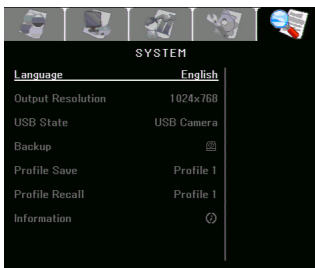 SYSTEM
Language English
Output Resolution 1024x768
USB State USB Camera
Backup
Profile Save Profile 1
Profile Recall Profile 1
Information